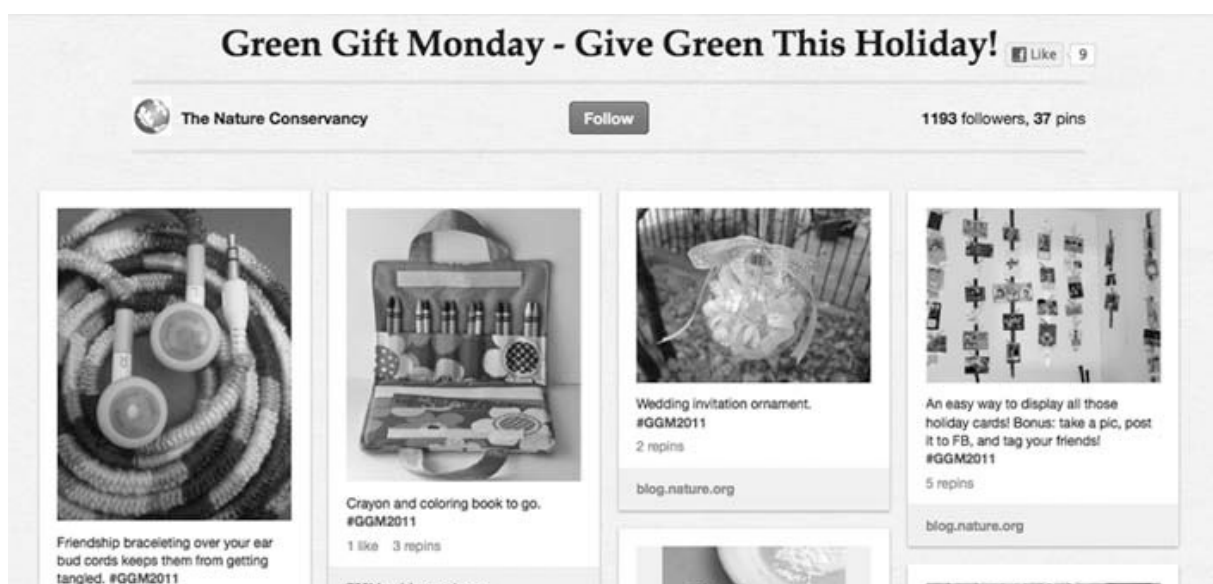 Green Gift Monday - Give Green This Holiday!
Like 9
The Nature Conservancy
Follow
1193 followers, 37 pins
Friendship braceleting over your ear
bud cords keeps them from getting
tangled. #GGM2011
Crayon and coloring book to go.
#GGM2011
1 like 3 repins
Wedding invitation ornament.
#GGM2011
2 repins
blog.nature.org
An easy way to display all those
holiday cards! Bonus: take a pic, post
it to FB, and tag your friends!
#GGM2011
5 repins
blog.nature.org